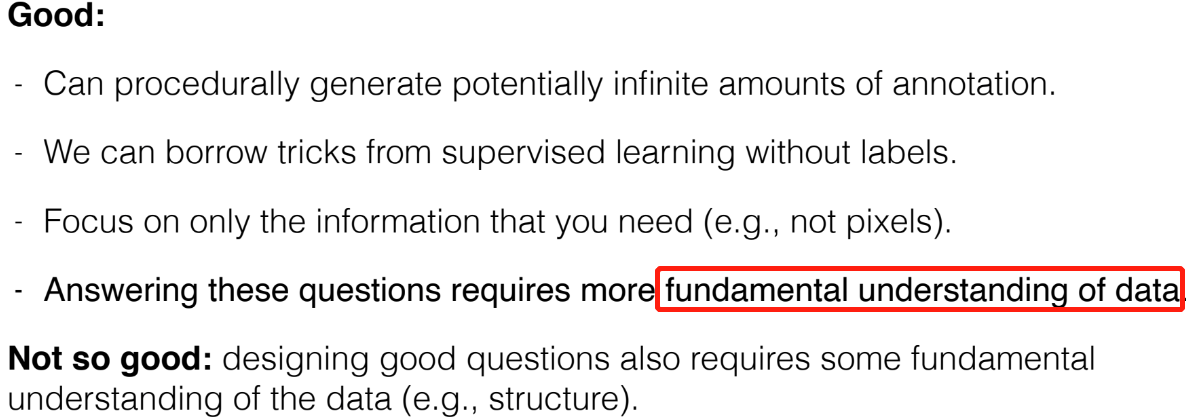 Good:
- Can procedurally generate potentially infinite amounts of annotation.
- We can borrow tricks from supervised learning without labels.
- Focus on only the information that you need (e.g., not pixels).
- Answering these questions requires more fundamental understanding of data.
Not so good: designing good questions also requires some fundamental
understanding of the data (e.g., structure).